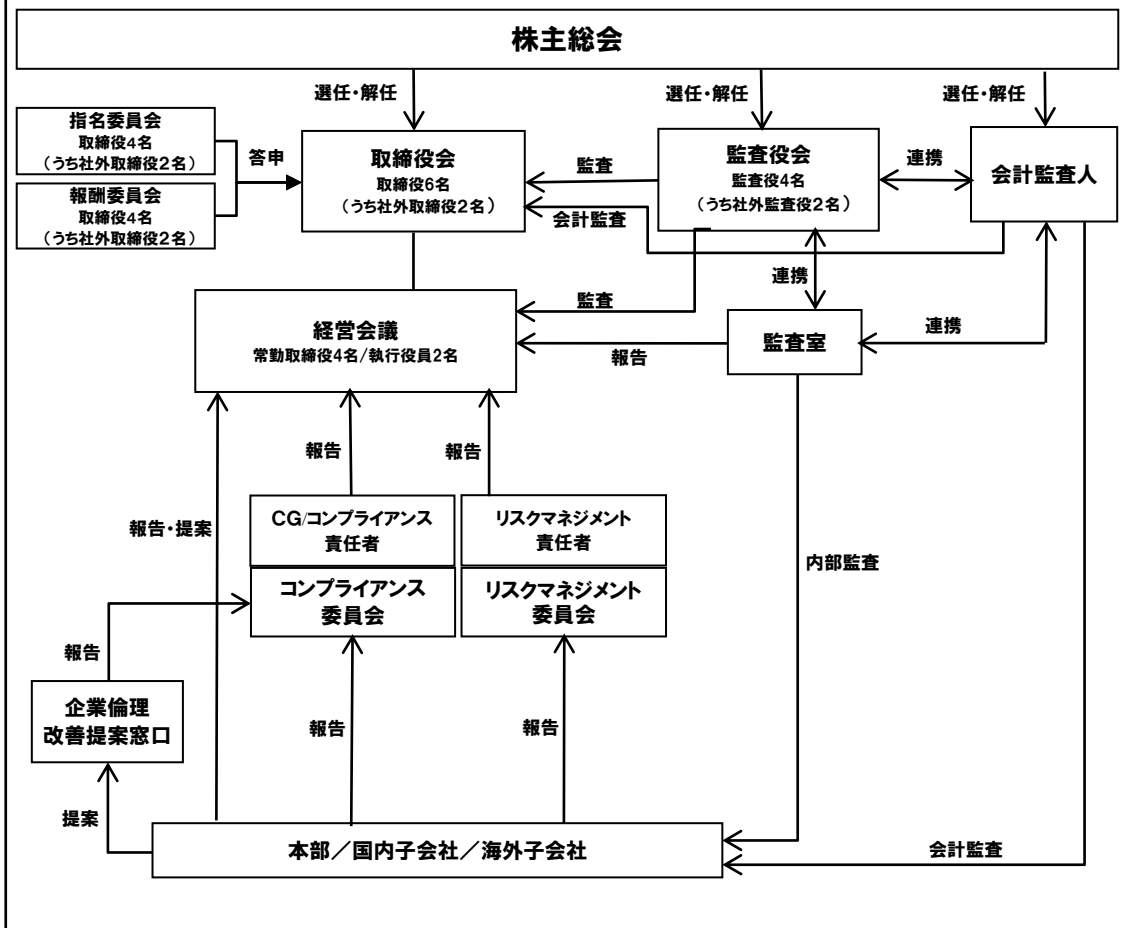 株主総会
選任・解任
選任・解任
選任・解任
指名委員会
取締役4名
（うち社外取締役2名）
報酬委員会
取締役4名
（うち社外取締役2名）
答申
取締役会
取締役6名
（うち社外取締役2名）
監査
会計監査
監査役会
監査役4名
（うち社外監査役2名）
連携
会計監査人
連携
経営会議
常勤取締役4名/執行役員2名
監査
報告
監査室
連携
報告
報告
報告・提案
CG/コンプライアンス
責任者
リスクマネジメント
責任者
内部監査
コンプライアンス
委員会
リスクマネジメント
委員会
報告
企業倫理
改善提案窓口
報告
報告
提案
本部／国内子会社／海外子会社
会計監査